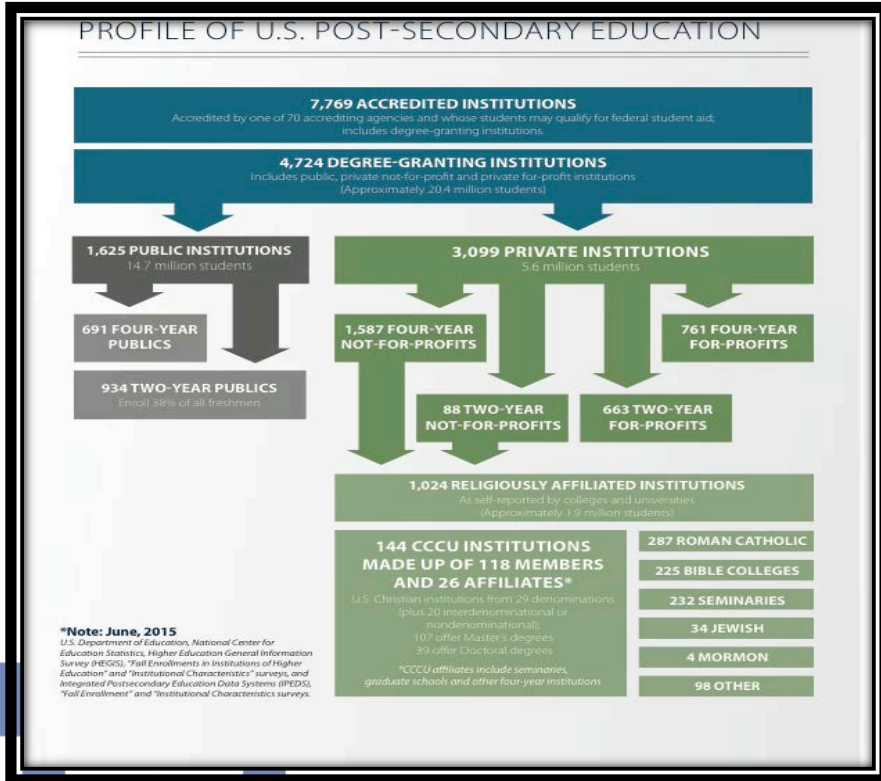 PROFILE OF U.S. POST-SECONDARY EDUCATION
7,769 ACCREDITED INSTITUTIONS
Accredited by one of 70 accrediting agencies and whose students may qualify for federal student aid;
includes degree-granting institutions.
4,724 DEGREE-GRANTING INSTITUTIONS
Includes public, private not-for-profit and private for-profit institutions
(Approximately 20.4 million students)
1,625 PUBLIC INSTITUTIONS
14.7 million students
3,099 PRIVATE INSTITUTIONS
5.6 million students
691 FOUR-YEAR
PUBLICS
1,587 FOUR-YEAR
NOT-FOR-PROFITS
761 FOUR-YEAR
FOR-PROFITS
934 TWO-YEAR PUBLICS
Enroll 38% of all freshmen
88 TWO-YEAR
NOT-FOR-PROFITS
663 TWO-YEAR
FOR-PROFITS
1,024 RELIGIOUSLY AFFILIATED INSTITUTIONS
As self-reported by colleges and universities
(Approximately 1.9 million students)
144 CCCU INSTITUTIONS
MADE UP OF 118 MEMBERS
AND 26 AFFILIATES*
U.S. Christian institutions from 29 denominations
(plus 20 interdenominational or
nondenominational),
107 offer Master's degrees
39 offer Doctoral degrees
*CCCU affiliates include seminaries,
graduate schools and other four-year institutions
287 ROMAN CATHOLIC
225 BIBLE COLLEGES
232 SEMINARIES
34 JEWISH
4 MORMON
98 OTHER
*Note: June, 2015
U.S. Department of Education, National Center for
Education Statistics, Higher Education General Information
Survey (HEGIS), "Fall Enrollments in Institutions of Higher
Education" and "Institutional Characteristics" surveys, and
Integrated Postsecondary Education Data Systems (IPEDS),
"Fall Enrollment" and "Institutional Characteristics surveys.